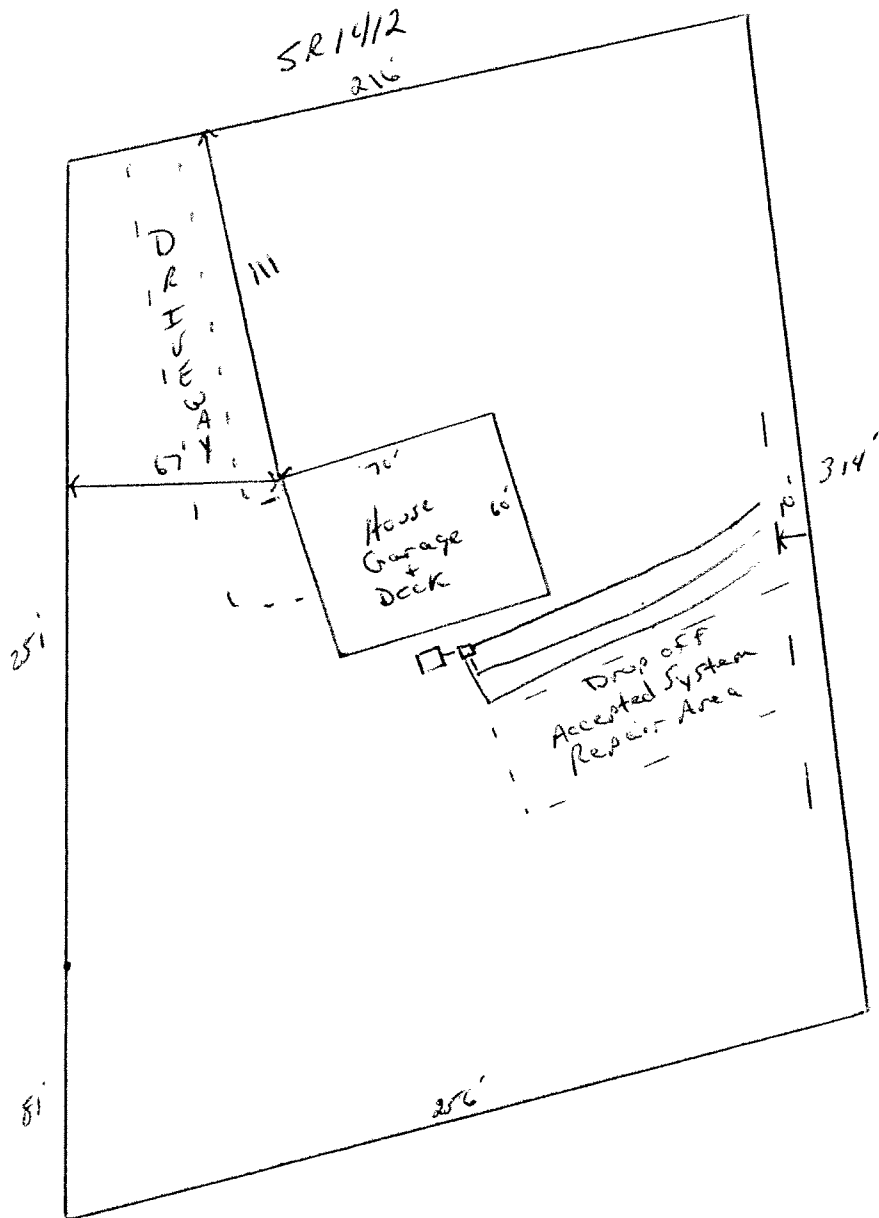 SR 1412
216'
DRIVEWAY
111
67'
70'
60'
House
Garage
+
Deck
10'
314'
251'
Drop off
Accepted System
Repair Area
81'
256'